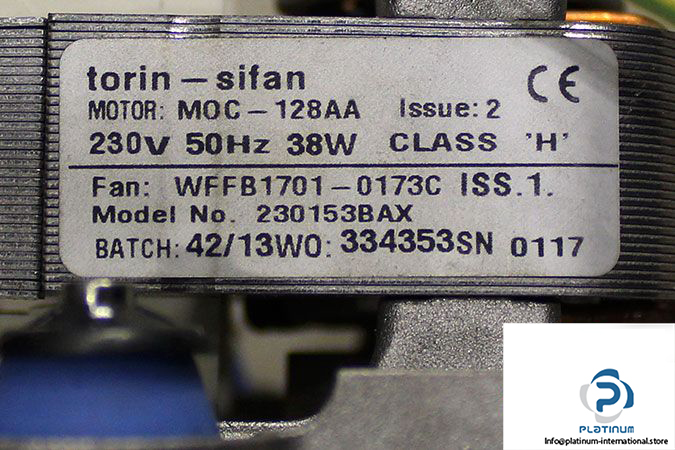 torin – sifan
CE
MOTOR: MOC – 128AA Issue: 2
230V 50Hz 38W CLASS 'H'
Fan: WFFB1701 – 0173C ISS.1.
Model No. 230153BAX
BATCH: 42/13WO: 334353SN 0117
PLATINUM
Info@platinum-international.store